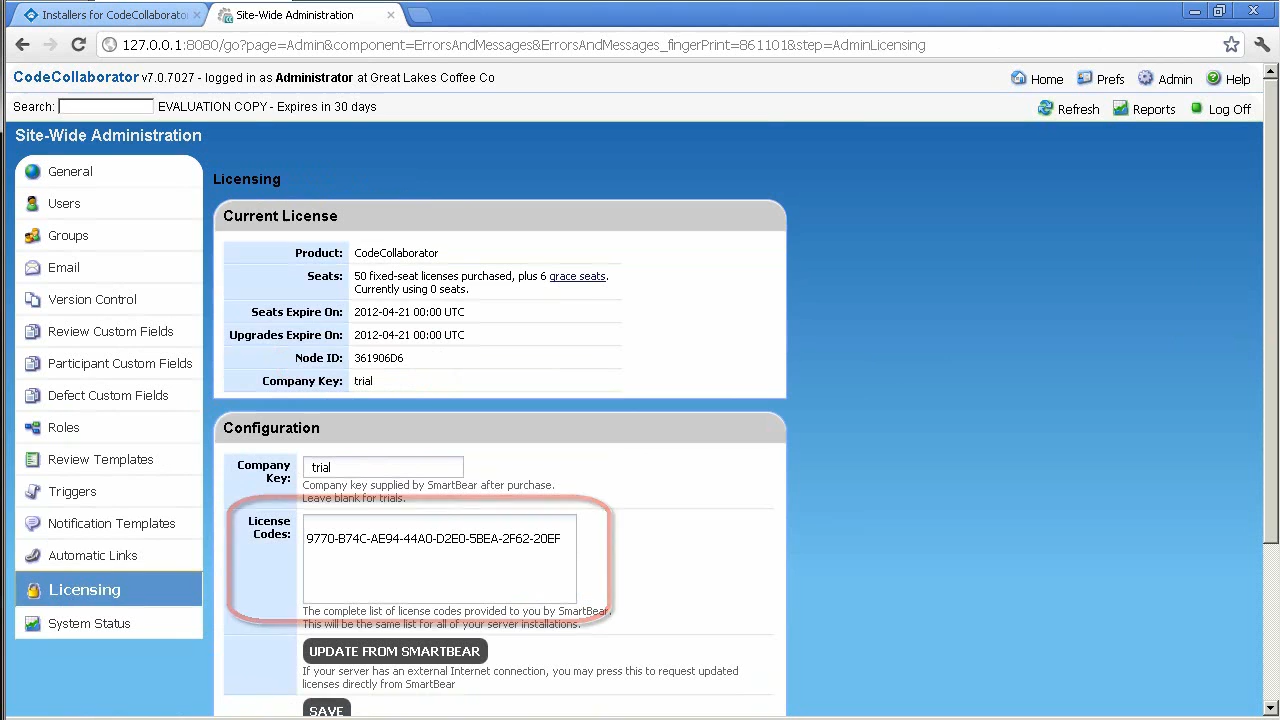 Installers for CodeCollaborator
Site-Wide Administration
127.0.0.1:8080/go?page=Admin&component=ErrorsAndMessages&ErrorsAndMessages_fingerPrint=861101&step=AdminLicensing
CodeCollaborator v7.0.7027 - logged in as Administrator at Great Lakes Coffee Co
Home Prefs Admin Help
Search: EVALUATION COPY - Expires in 30 days
Refresh Reports Log Off
Site-Wide Administration
General
Users
Groups
Email
Version Control
Review Custom Fields
Participant Custom Fields
Defect Custom Fields
Roles
Review Templates
Triggers
Notification Templates
Automatic Links
Licensing
System Status
Licensing
Current License
Product: CodeCollaborator
Seats: 50 fixed-seat licenses purchased, plus 6 grace seats.
Currently using 0 seats.
Seats Expire On: 2012-04-21 00:00 UTC
Upgrades Expire On: 2012-04-21 00:00 UTC
Node ID: 361906D6
Company Key: trial
Configuration
Company Key: trial
Company key supplied by SmartBear after purchase.
Leave blank for trials.
License Codes:
9770-B74C-AE94-44A0-D2E0-5BEA-2F62-20EF
The complete list of license codes provided to you by SmartBear.
This will be the same list for all of your server installations.
UPDATE FROM SMARTBEAR
If your server has an external Internet connection, you may press this to request updated
licenses directly from SmartBear
SAVE